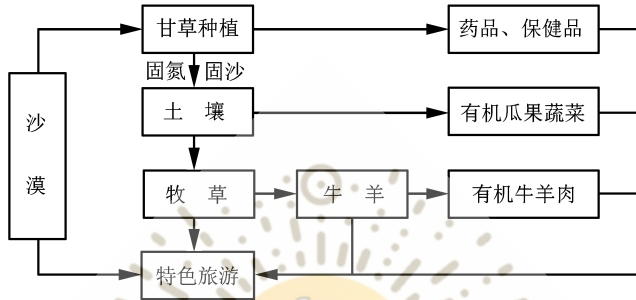 甘草种植
药品、保健品
固氮
固沙
沙漠
土壤
有机瓜果蔬菜
牧草
牛羊
有机牛羊肉
特色旅游